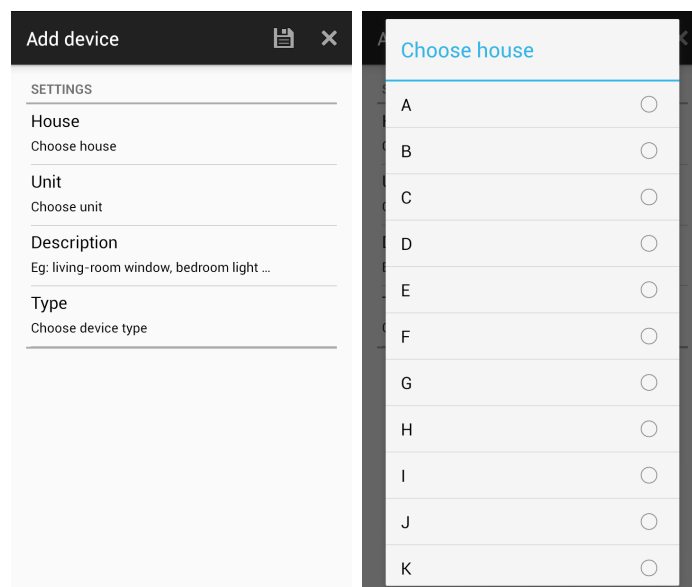 Add device
SETTINGS
House
Choose house
Unit
Choose unit
Description
Eg: living-room window, bedroom light ...
Type
Choose device type
Choose house
A
B
C
D
E
F
G
H
I
J
K